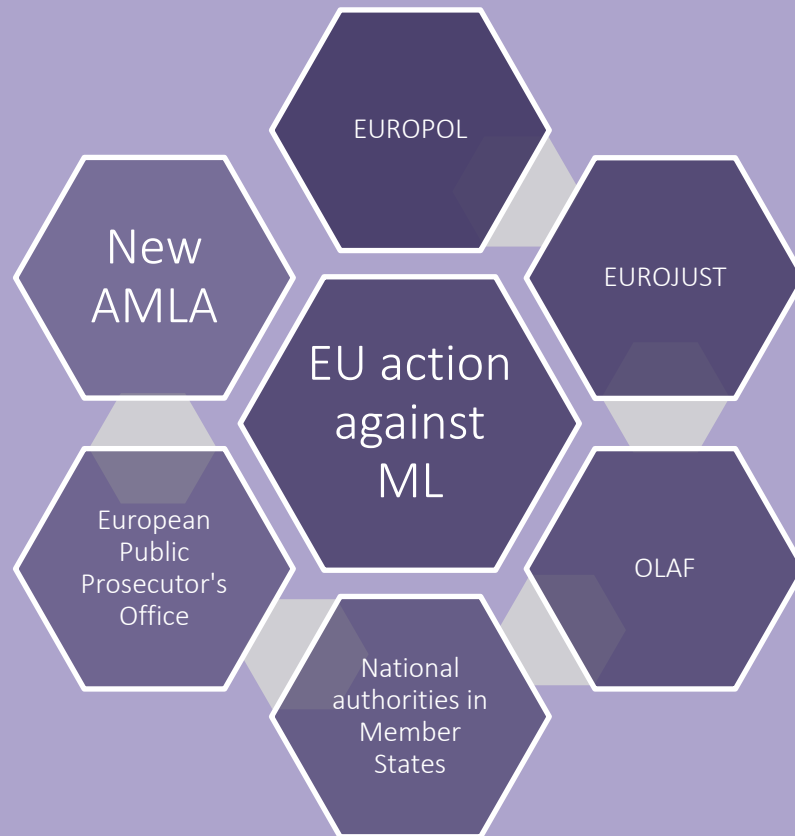 EUROPOL
EUROJUST
OLAF
National
authorities in
Member
States
European
Public
Prosecutor's
Office
New
AMLA
EU action
against
ML